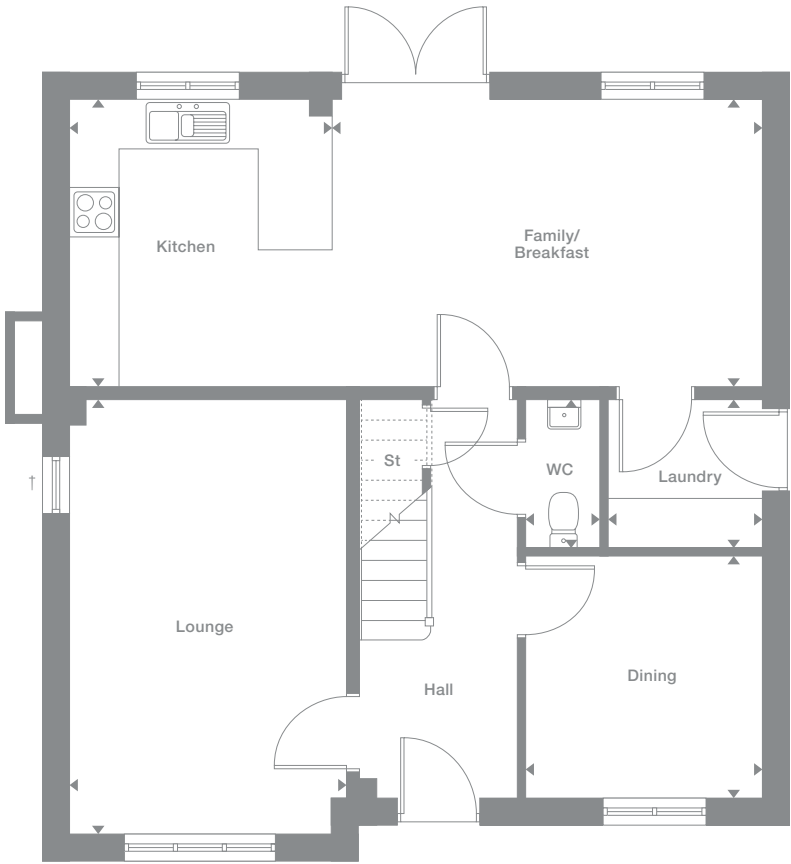 Kitchen
Family/
Breakfast
St
WC
Laundry
†
Lounge
Dining
Hall